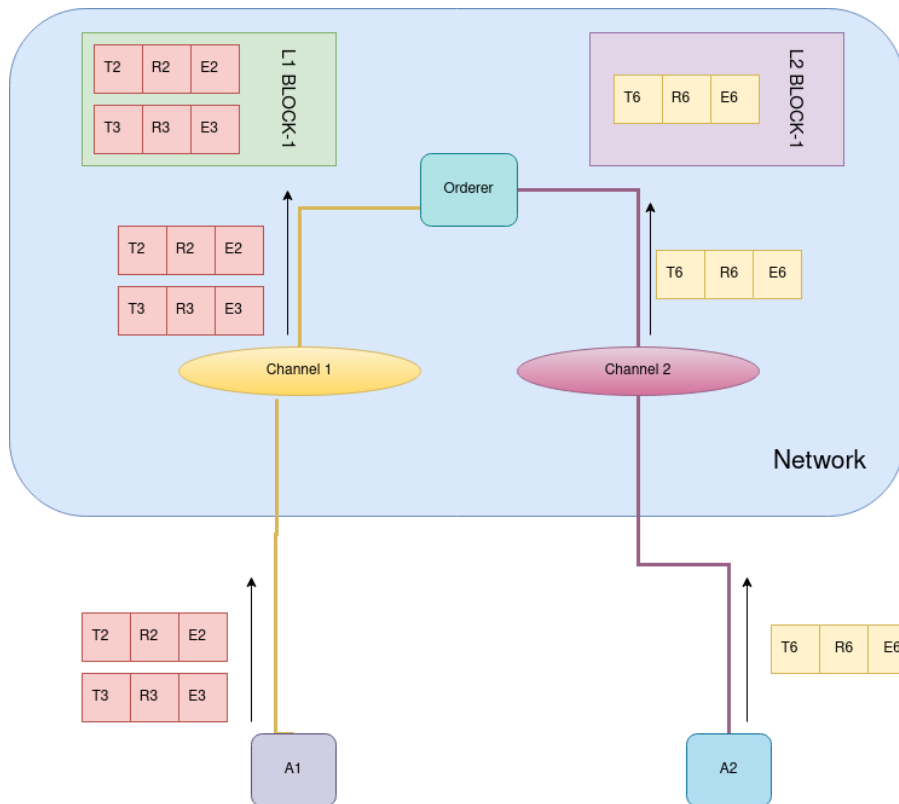 T2 R2 E2
T3 R3 E3
L1 BLOCK-1
T6 R6 E6
L2 BLOCK-1
Orderer
T2 R2 E2
T3 R3 E3
T6 R6 E6
Channel 1
Channel 2
Network
T2 R2 E2
T3 R3 E3
T6 R6 E6
A1
A2